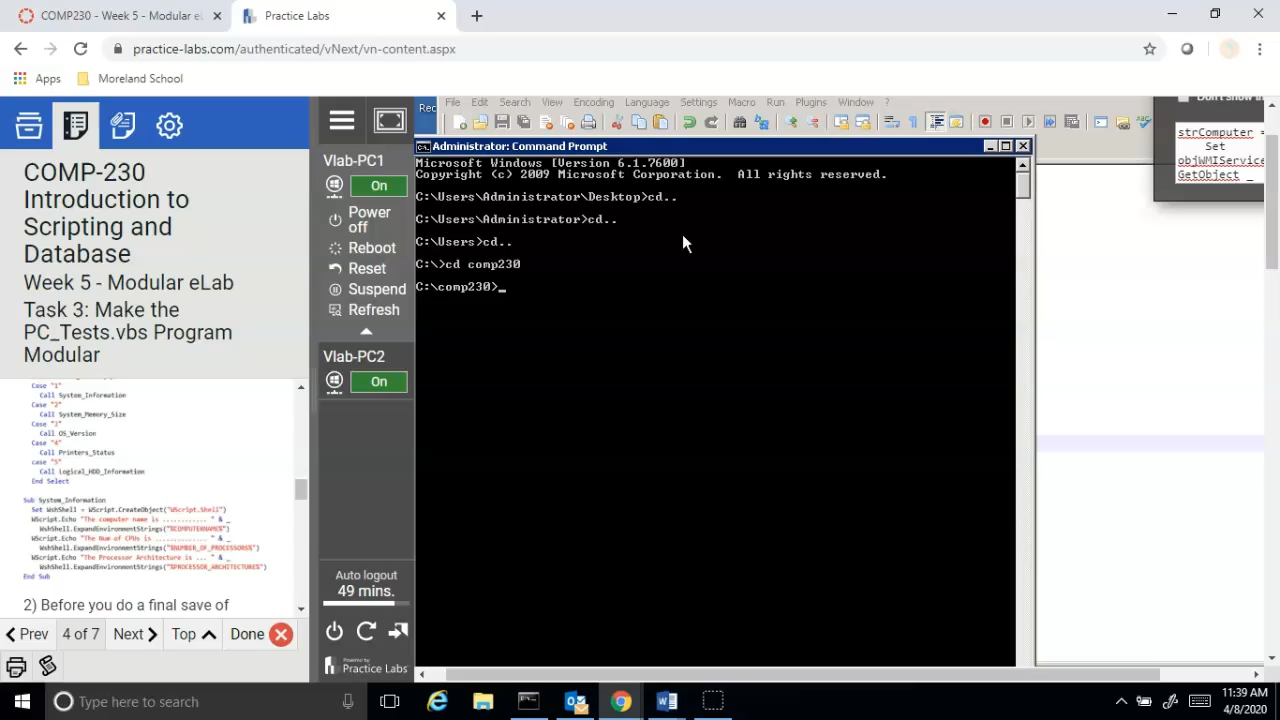 COMP230 - Week 5 - Modular eL
Practice Labs
practice-labs.com/authenticated/vNext/vn-content.aspx
Apps
Moreland School
COMP-230
Introduction to
Scripting and
Database
Week 5 - Modular eLab
Task 3: Make the
PC_Tests.vbs Program
Modular
Case "1"
Call System_Information
Case "2"
Call System_Memory_Size
Case "3"
Call OS_Version
Case "4"
Call Printers_Status
case "5"
Call Logical_HDD_Information
End Select
Sub System_Information
Set WshShell = WScript.CreateObject("WScript.Shell")
WScript.Echo "The computer name is ............ " & _
WshShell.ExpandEnvironmentStrings("%COMPUTERNAME%")
WScript.Echo "The Num of CPUs is .............. " & _
WshShell.ExpandEnvironmentStrings("%NUMBER_OF_PROCESSORS%")
WScript.Echo "The Processor Architecture is ... " & _
WshShell.ExpandEnvironmentStrings("%PROCESSOR_ARCHITECTURE%")
End Sub
2) Before you do a final save of
Prev
4 of 7
Next
Top
Done
Vlab-PC1
On
Power
off
Reboot
Reset
Suspend
Refresh
Vlab-PC2
On
Auto logout
49 mins.
Powered by
Practice Labs
Rec
File Edit Search View Encoding Language Settings Macro Run Plugins Window ?
Administrator: Command Prompt
Microsoft Windows [Version 6.1.7600]
Copyright (c) 2009 Microsoft Corporation. All rights reserved.
C:\Users\Administrator\Desktop>cd..
C:\Users\Administrator>cd..
C:\Users>cd..
C:\>cd comp230
C:\comp230>_
Don't show
strComputer =
Set
objWMIService
GetObject _
Type here to search
11:39 AM
4/8/2020